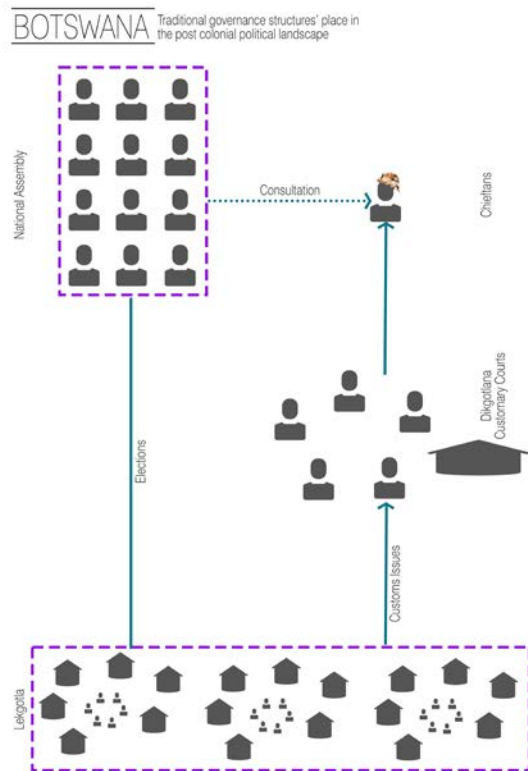 BOTSWANA
Traditional governance structures' place in
the post colonial political landscape
National Assembly
Consultation
Chieftans
Elections
Dikgotlana
Customary Courts
Customs Issues
Lekgotla